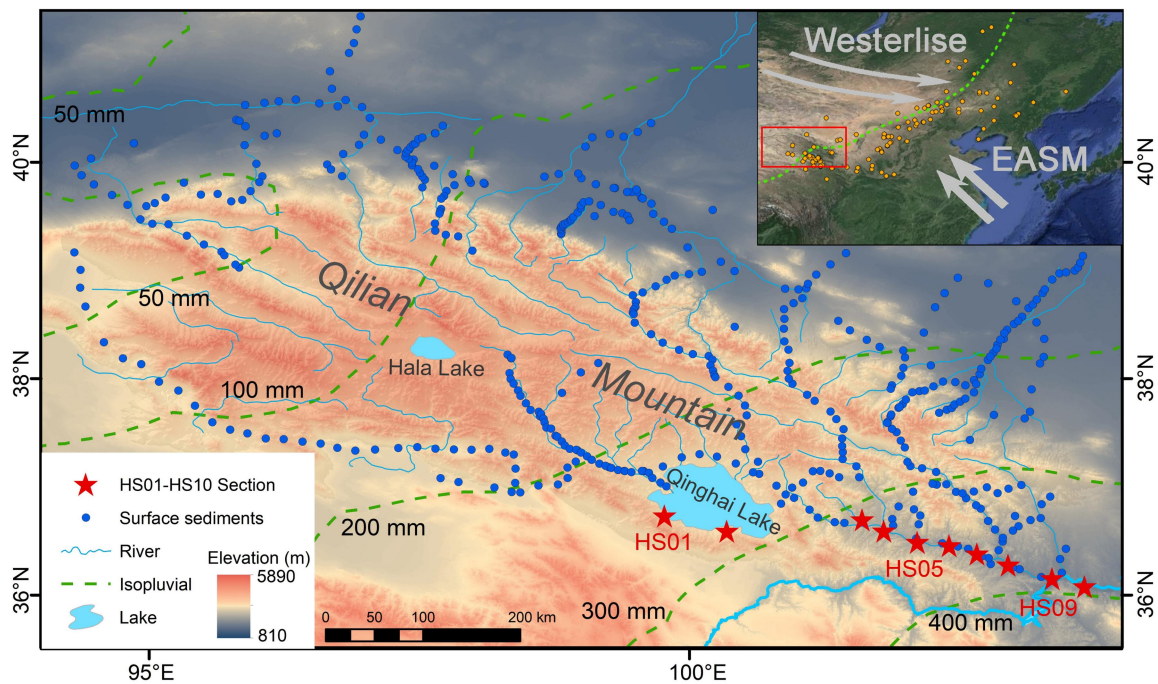 Westerlise
EASM
50 mm
40°N
40°N
Qilian
50 mm
Hala Lake
38°N
38°N
100 mm
Mountain
Qinghai Lake
HS01-HS10 Section
Surface sediments
River
Isopluvial
Lake
Elevation (m)
5890
810
200 mm
HS01
HS05
HS09
300 mm
400 mm
36°N
36°N
0 50 100 200 km
95°E
100°E